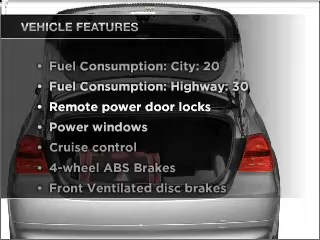 VEHICLE FEATURES
• Fuel Consumption: City: 20
• Fuel Consumption: Highway: 30
• Remote power door locks
• Power windows
• Cruise control
• 4-wheel ABS Brakes
• Front Ventilated disc brakes